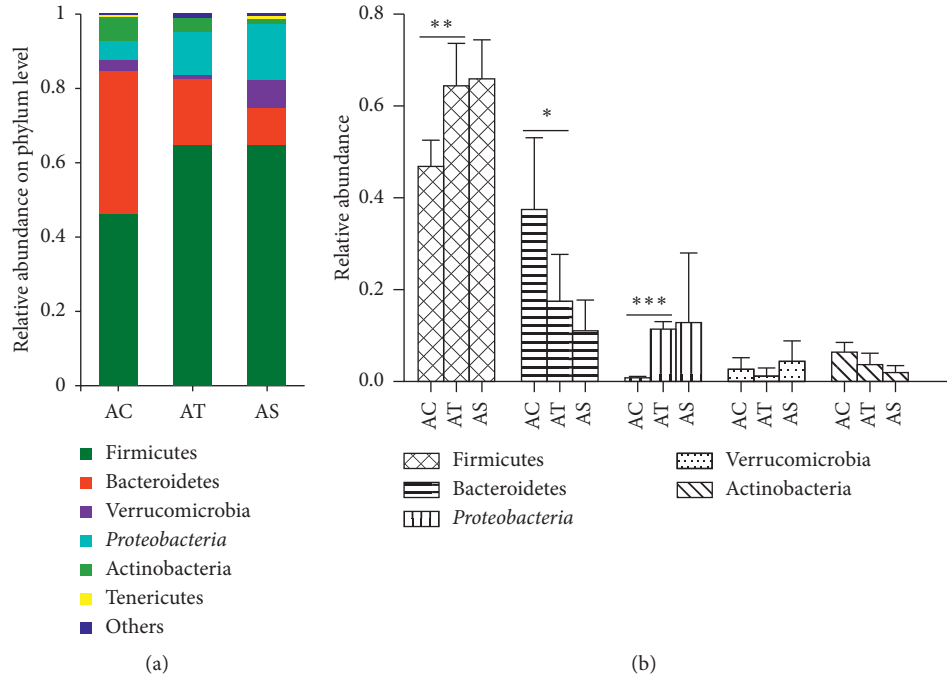 Relative abundance on phylum level
1
0.8
0.6
0.4
0.2
0
AC AT AS
Firmicutes
Bacteroidetes
Verrucomicrobia
Proteobacteria
Actinobacteria
Tenericutes
Others
(a)
Relative abundance
0.8
0.6
0.4
0.2
0.0
**
*
***
AC AT AS AC AT AS AC AT AS AC AT AS AC AT AS
Firmicutes
Bacteroidetes
Proteobacteria
Verrucomicrobia
Actinobacteria
(b)